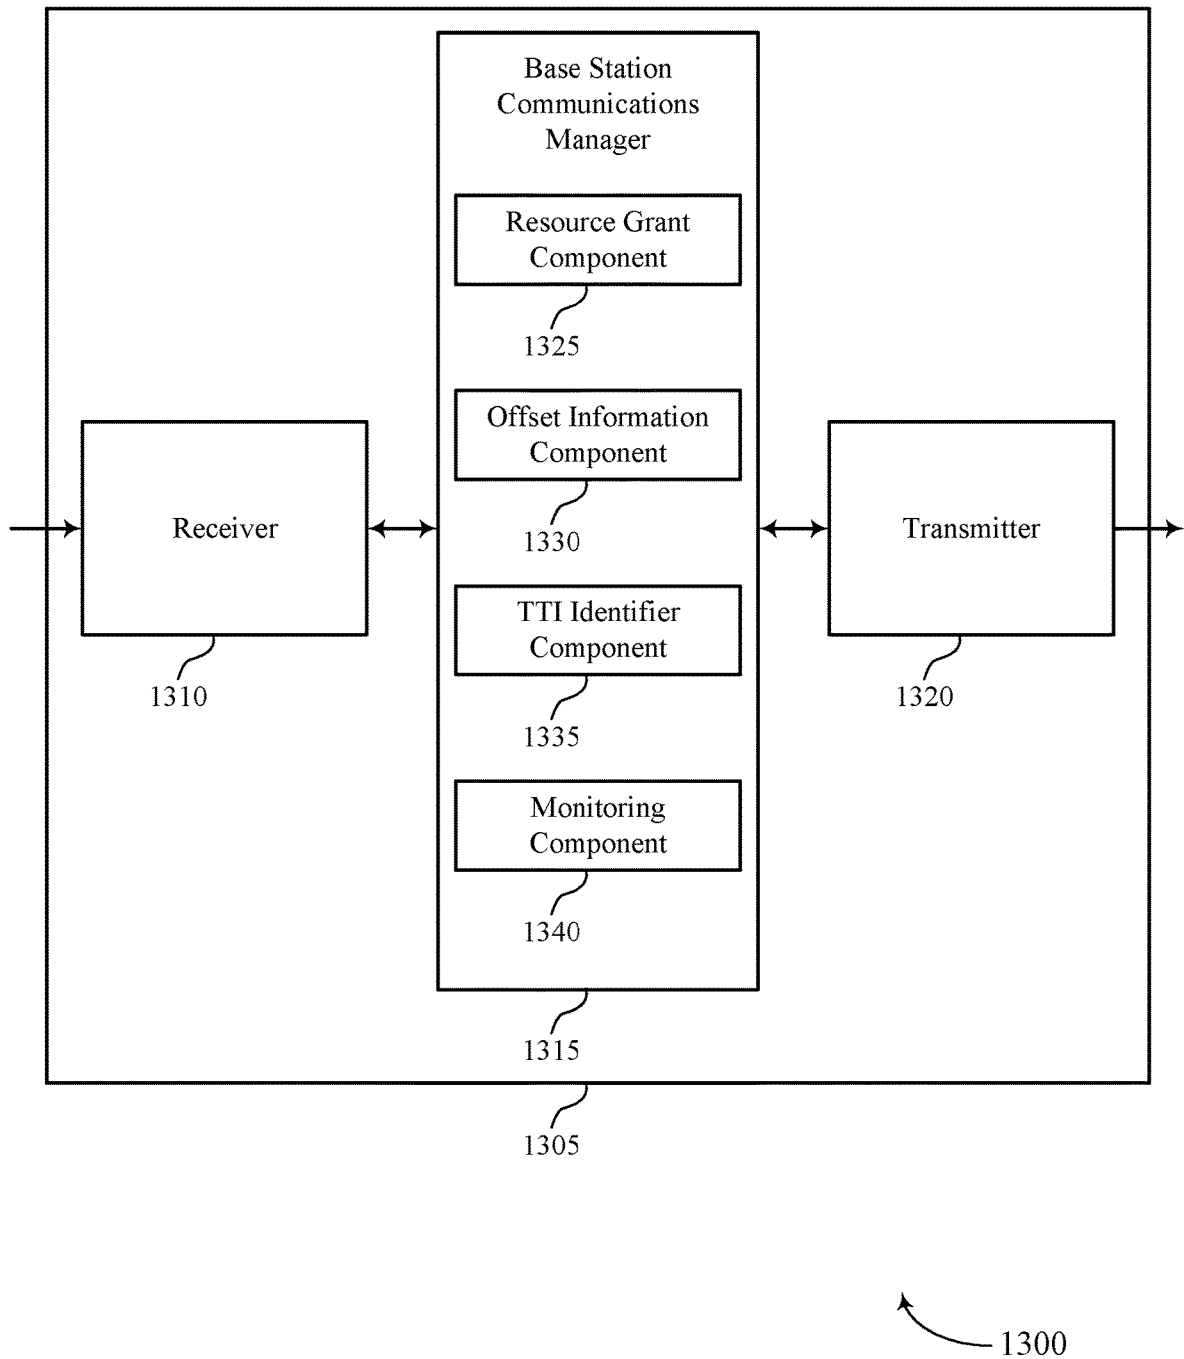 Base Station
Communications
Manager
Resource Grant
Component
1325
Offset Information
Component
1330
Receiver
1310
Transmitter
1320
TTI Identifier
Component
1335
Monitoring
Component
1340
1315
1305
1300